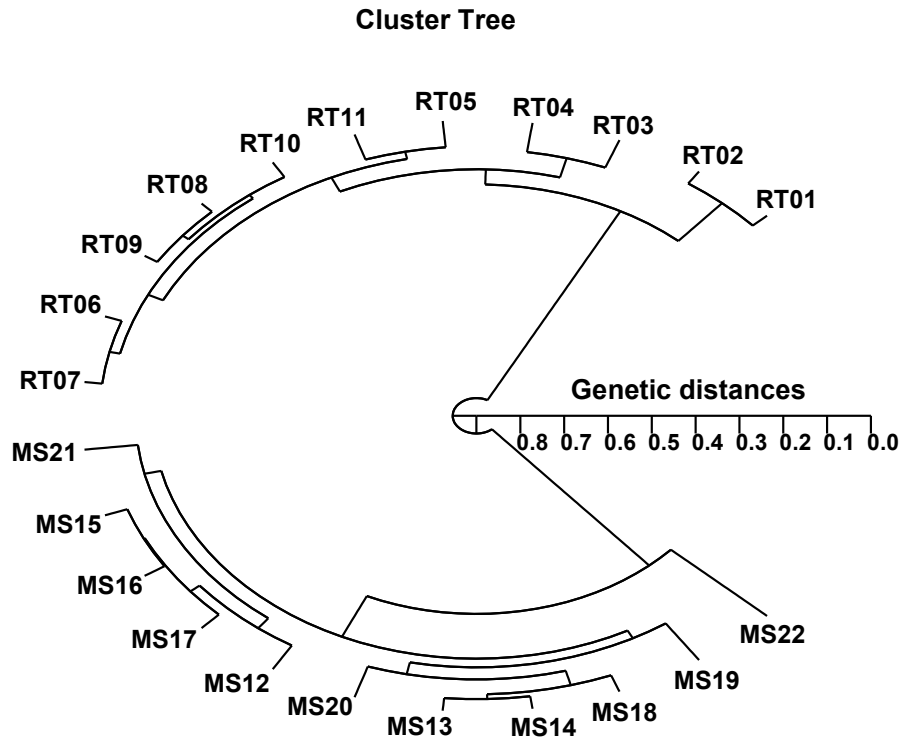 Cluster Tree
RT05
RT11
RT04
RT03
RT10
RT02
RT08
RT01
RT09
RT06
RT07
Genetic distances
0.8 0.7 0.6 0.5 0.4 0.3 0.2 0.1 0.0
MS21
MS15
MS16
MS17
MS22
MS12
MS19
MS20
MS18
MS13
MS14